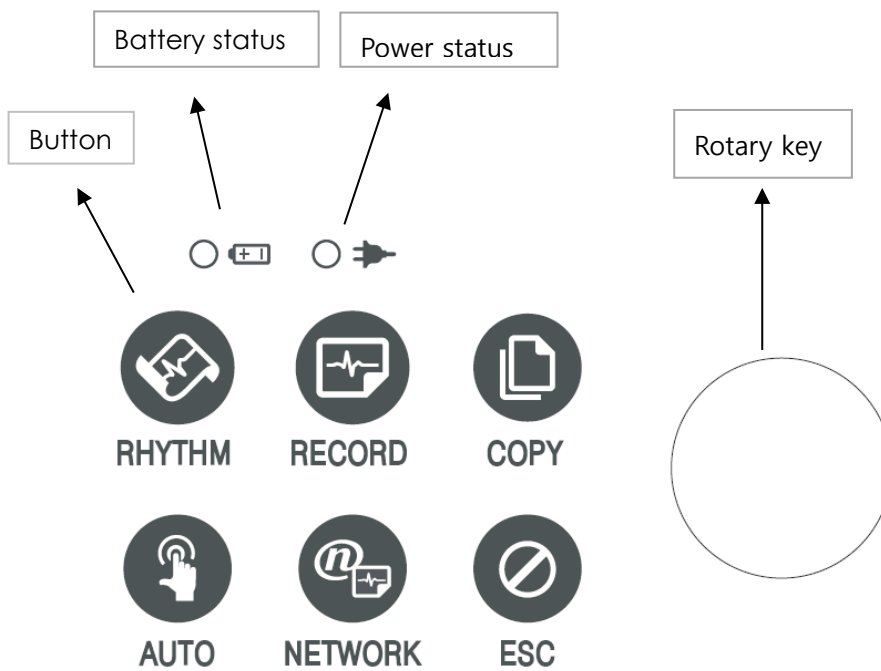 Battery status
Power status
Button
Rotary key
RHYTHM
RECORD
COPY
AUTO
NETWORK
ESC